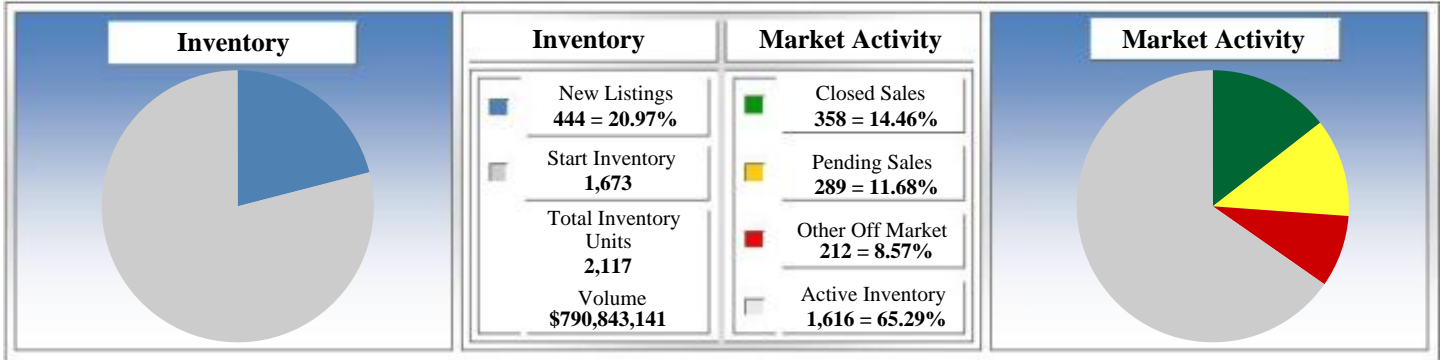 Inventory
Inventory
Market Activity
New Listings
444 = 20.97%
Start Inventory
1,673
Total Inventory
Units
2,117
Volume
$790,843,141
Closed Sales
358 = 14.46%
Pending Sales
289 = 11.68%
Other Off Market
212 = 8.57%
Active Inventory
1,616 = 65.29%
Market Activity